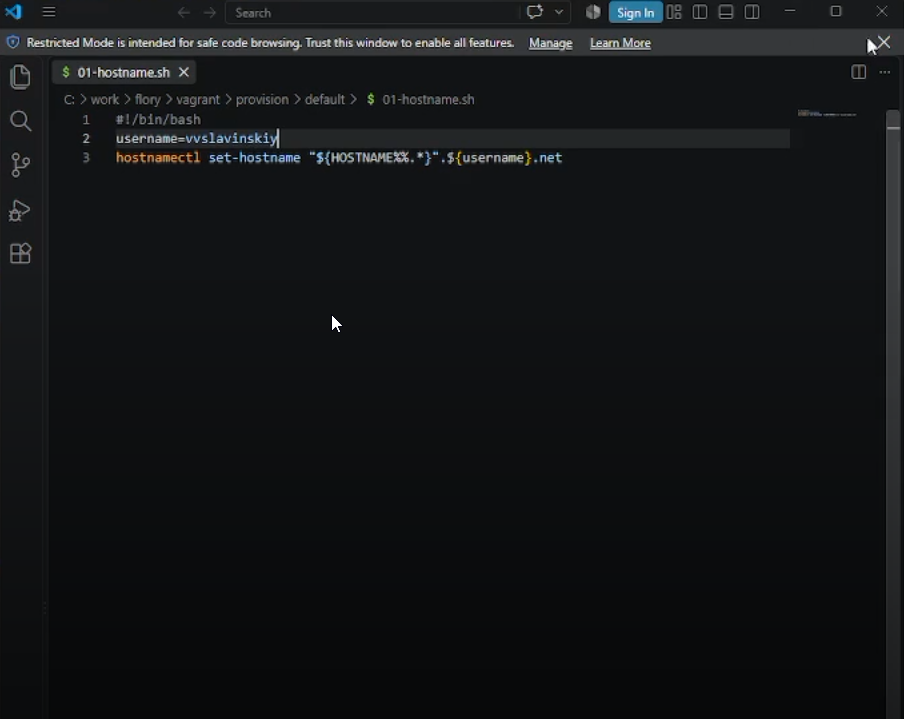 Search
Sign In
Restricted Mode is intended for safe code browsing. Trust this window to enable all features. Manage Learn More
$ 01-hostname.sh
C: > work > flory > vagrant > provision > default > $ 01-hostname.sh
1 #!/bin/bash
2 username=vvslavinskiy
3 hostnamectl set-hostname "${HOSTNAME%%.*}".${username}.net